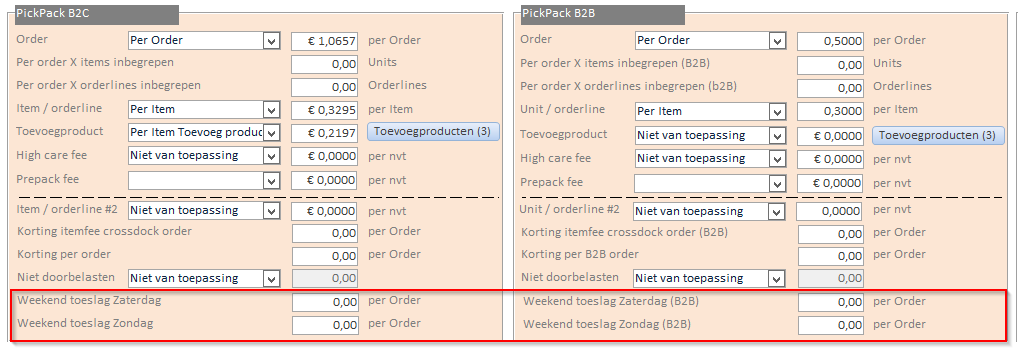 PickPack B2C
Order Per Order € 1,0657 per Order
Per order X items inbegrepen 0,00 Units
Per order X orderlines inbegrepen 0,00 Orderlines
Item / orderline Per Item € 0,3295 per Item
Toevoegproduct Per Item Toevoeg produc € 0,2197 Toevoegproducten (3)
High care fee Niet van toepassing € 0,0000 per nvt
Prepack fee € 0,0000 per nvt
Item / orderline #2 Niet van toepassing € 0,0000 per nvt
Korting itemfee crossdock order 0,00 per Order
Korting per order 0,00 per Order
Niet doorbelasten Niet van toepassing 0,00
Weekend toeslag Zaterdag 0,00 per Order
Weekend toeslag Zondag 0,00 per Order
PickPack B2B
Order Per Order 0,5000 per Order
Per order X items inbegrepen (B2B) 0,00 Units
Per order X orderlines inbegrepen (b2B) 0,00 Orderlines
Unit / orderline Per Item 0,3000 per Item
Toevoegproduct Niet van toepassing € 0,0000 Toevoegproducten (3)
High care fee Niet van toepassing € 0,0000 per nvt
Prepack fee € 0,0000 per nvt
Unit / orderline #2 Niet van toepassing 0,0000 per nvt
Korting itemfee crossdock order (B2B) 0,00 per Order
Korting per B2B order 0,00 per Order
Niet doorbelasten Niet van toepassing 0,00
Weekend toeslag Zaterdag (B2B) 0,00 per Order
Weekend toeslag Zondag (B2B) 0,00 per Order